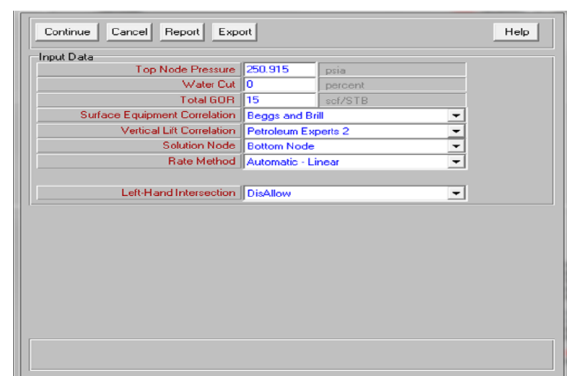 Continue Cancel Report Export Help
Input Data
Top Node Pressure 250.915 psia
Water Cut 0 percent
Total GOR 15 scf/STB
Surface Equipment Correlation Beggs and Brill
Vertical Lift Correlation Petroleum Experts 2
Solution Node Bottom Node
Rate Method Automatic - Linear
Left-Hand Intersection DisAllow